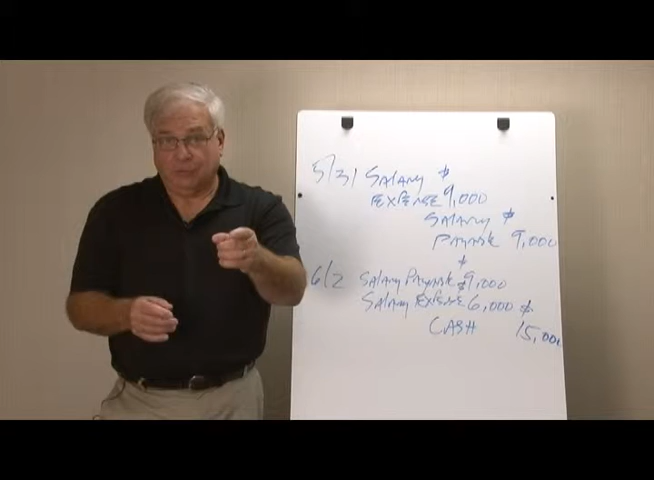 5/31 SALARY $
EXPENSE 9,000
SALARY $
PAYABLE 9,000
$
6/2 SALARY PAYABLE $9,000
SALARY EXPENSE 6,000 $
CASH 15,000